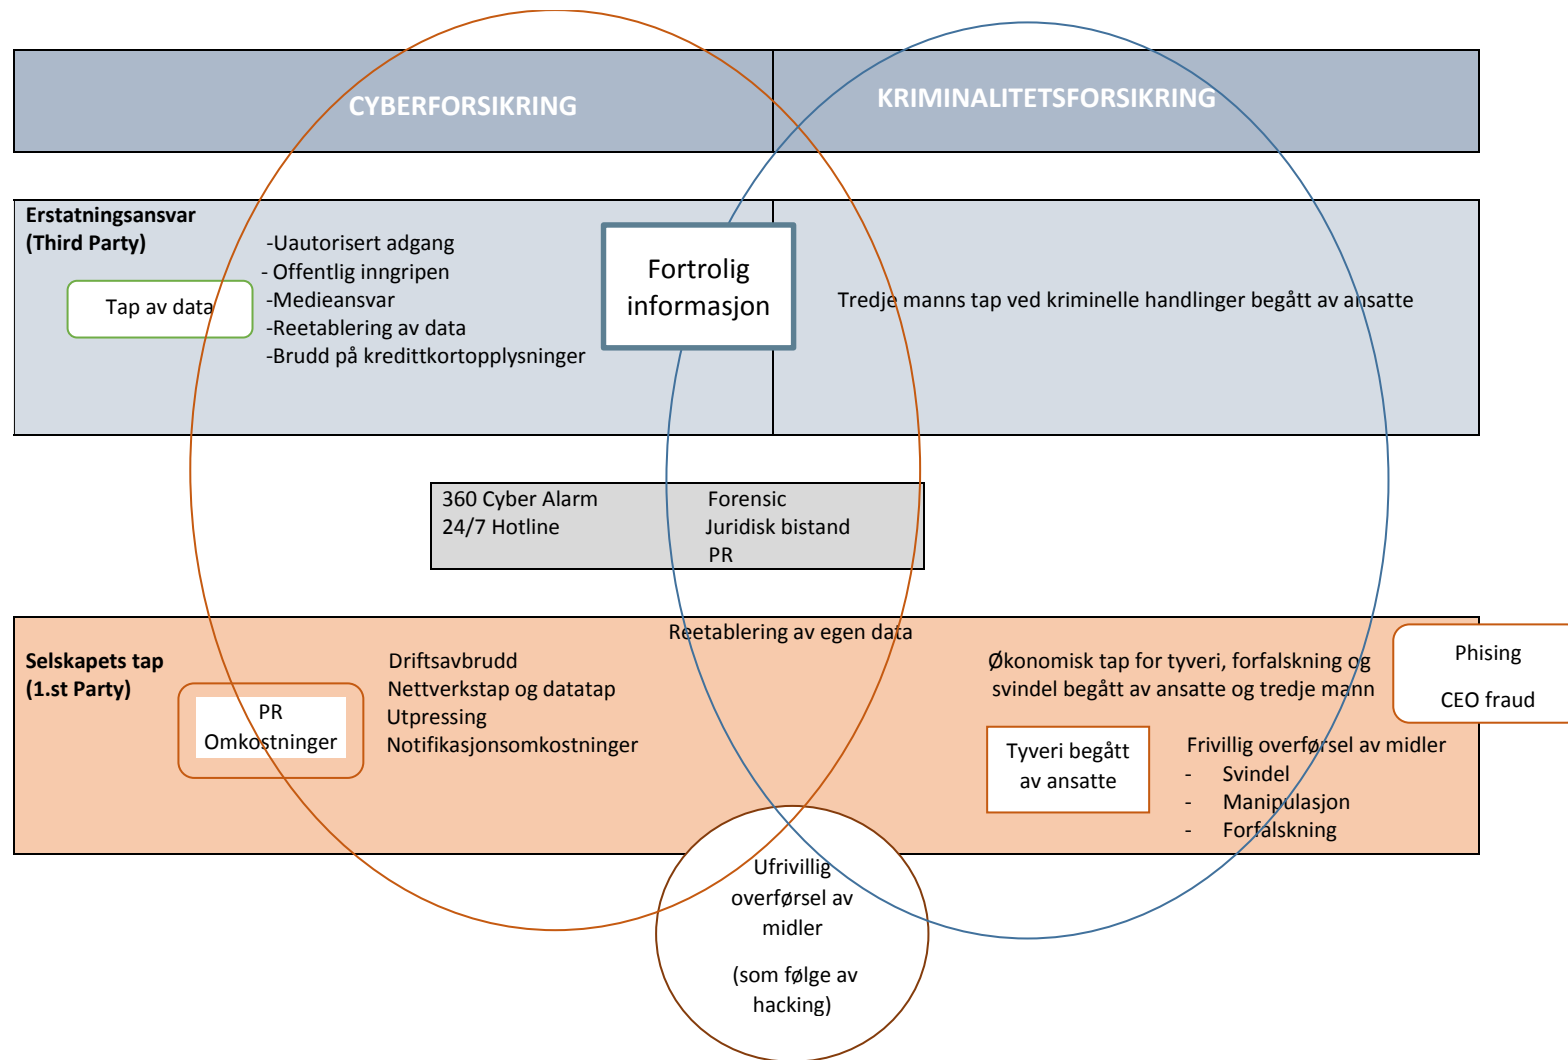 CYBERFORSIKRING
KRIMINALITETSFORSIKRING
Erstatningsansvar
(Third Party)
Tap av data
-Uautorisert adgang
- Offentlig inngripen
-Medieansvar
-Reetablering av data
-Brudd på kredittkortopplysninger
Fortrolig
informasjon
Tredje manns tap ved kriminelle handlinger begått av ansatte
360 Cyber Alarm
24/7 Hotline
Forensic
Juridisk bistand
PR
Reetablering av egen data
Selskapets tap
(1.st Party)
PR
Omkostninger
Driftsavbrudd
Nettverkstap og datatap
Utpressing
Notifikasjonsomkostninger
Økonomisk tap for tyveri, forfalskning og
svindel begått av ansatte og tredje mann
Phising
CEO fraud
Tyveri begått
av ansatte
Frivillig overførsel av midler
- Svindel
- Manipulasjon
- Forfalskning
Ufrivillig
overførsel av
midler
(som følge av
hacking)